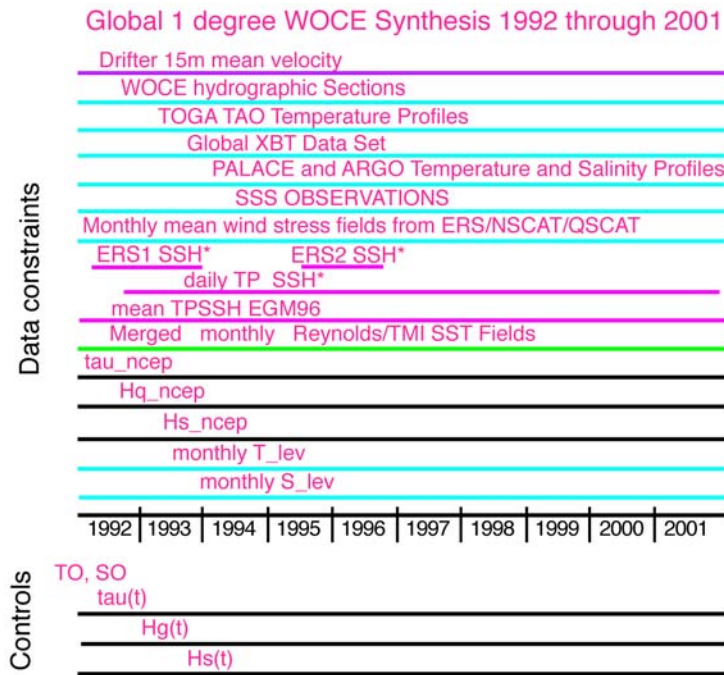 Global 1 degree WOCE Synthesis 1992 through 2001
Data constraints
Drifter 15m mean velocity
WOCE hydrographic Sections
TOGA TAO Temperature Profiles
Global XBT Data Set
PALACE and ARGO Temperature and Salinity Profiles
SSS OBSERVATIONS
Monthly mean wind stress fields from ERS/NSCAT/QSCAT
ERS1 SSH* ERS2 SSH*
daily TP SSH*
mean TPSSH EGM96
Merged monthly Reynolds/TMI SST Fields
tau_ncep
Hq_ncep
Hs_ncep
monthly T_lev
monthly S_lev
1992 1993 1994 1995 1996 1997 1998 1999 2000 2001
Controls
TO, SO
tau(t)
Hg(t)
Hs(t)